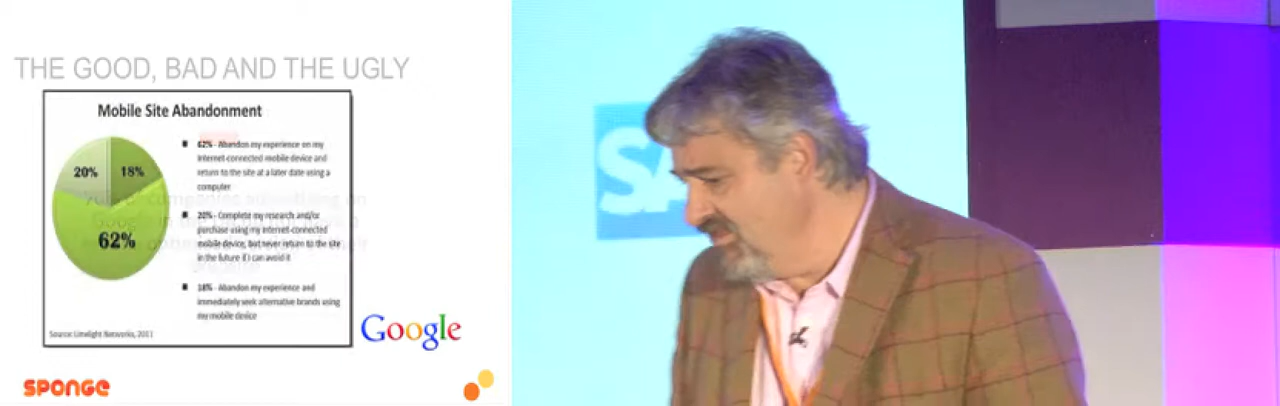 THE GOOD, BAD AND THE UGLY
Mobile Site Abandonment
20%
18%
62%
62% - Abandon my experience on my
internet-connected mobile device and
return to the site at a later date using a
computer
20% - Complete my research and/or
purchase using my internet-connected
mobile device, but never return to the site
in the future if I can avoid it
18% - Abandon my experience and
immediately seek alternative brands using
my mobile device
Source: Limelight Networks, 2011
Google
SPONGE
SA